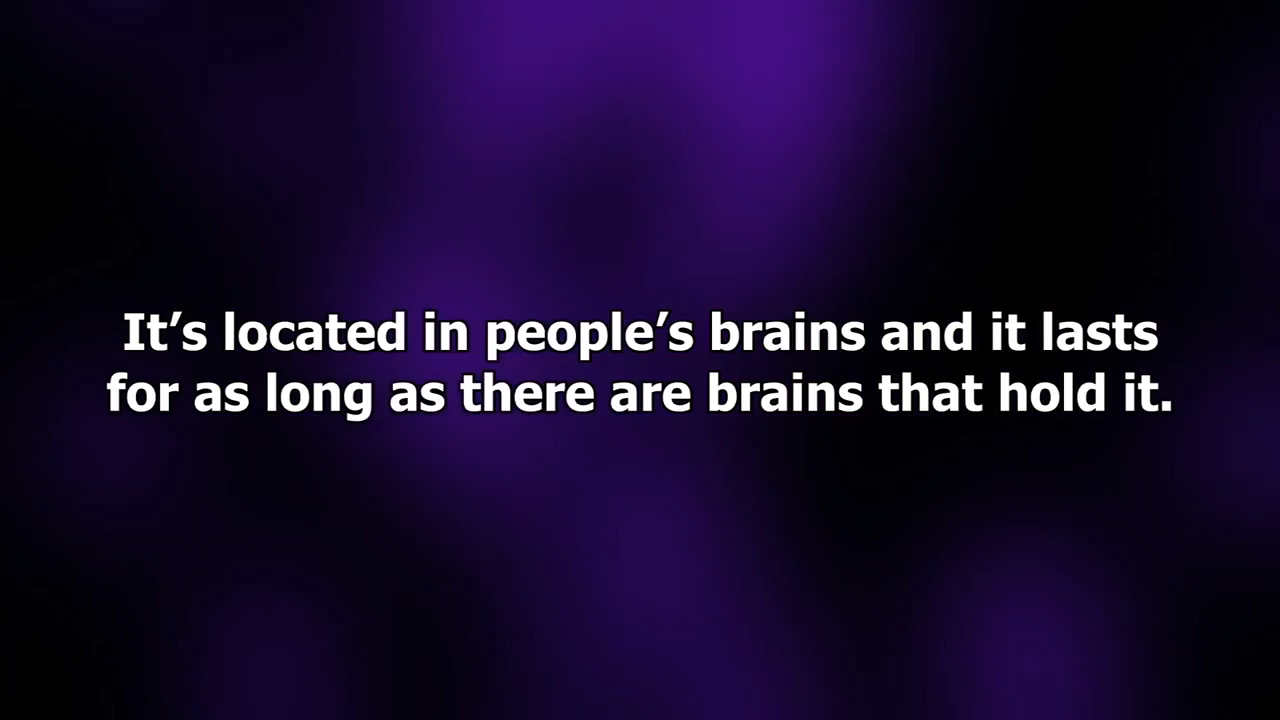 It’s located in people’s brains and it lasts
for as long as there are brains that hold it.